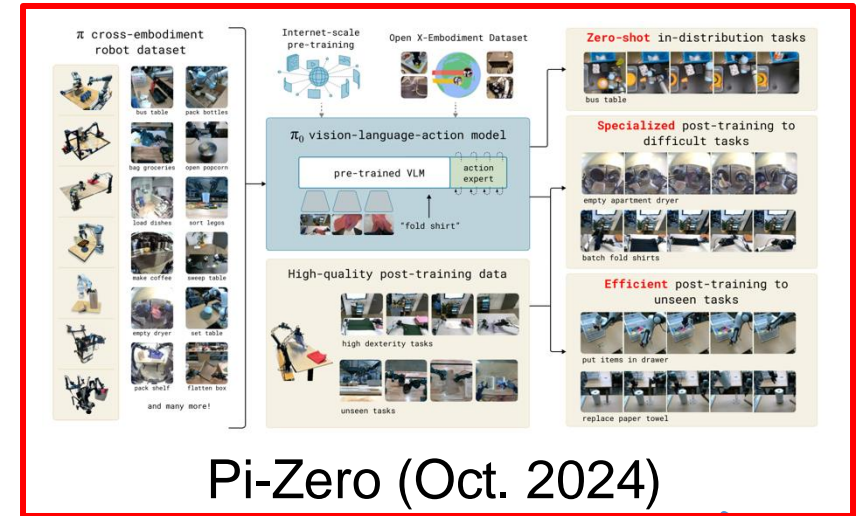 π cross-embodiment
robot dataset
bus table
pack bottles
bag groceries
open popcorn
load dishes
sort legos
make coffee
sweep table
empty dryer
set table
pack shelf
flatten box
and many more!
Internet-scale
pre-training
Open X-Embodiment Dataset
π₀ vision-language-action model
pre-trained VLM
action
expert
"fold shirt"
High-quality post-training data
high dexterity tasks
unseen tasks
Zero-shot in-distribution tasks
bus table
Specialized post-training to
difficult tasks
empty apartment dryer
batch fold shirts
Efficient post-training to
unseen tasks
put items in drawer
replace paper towel
Pi-Zero (Oct. 2024)